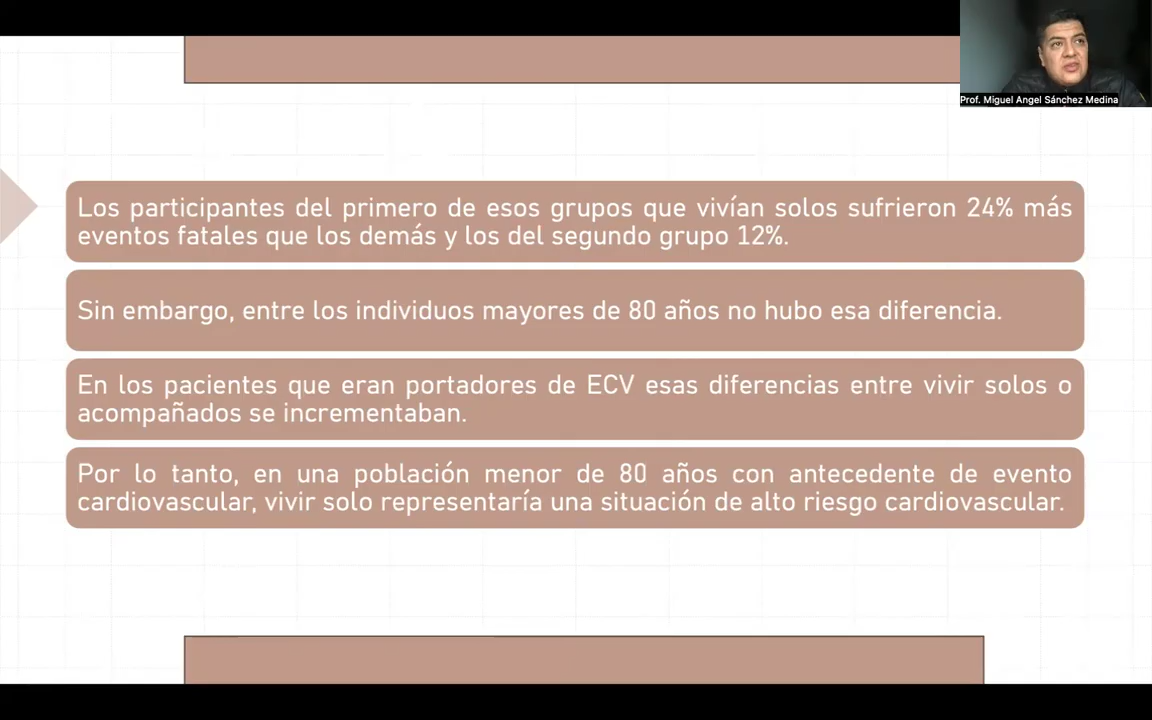 Prof. Miguel Angel Sánchez Medina
Los participantes del primero de esos grupos que vivían solos sufrieron 24% más
eventos fatales que los demás y los del segundo grupo 12%.
Sin embargo, entre los individuos mayores de 80 años no hubo esa diferencia.
En los pacientes que eran portadores de ECV esas diferencias entre vivir solos o
acompañados se incrementaban.
Por lo tanto, en una población menor de 80 años con antecedente de evento
cardiovascular, vivir solo representaría una situación de alto riesgo cardiovascular.